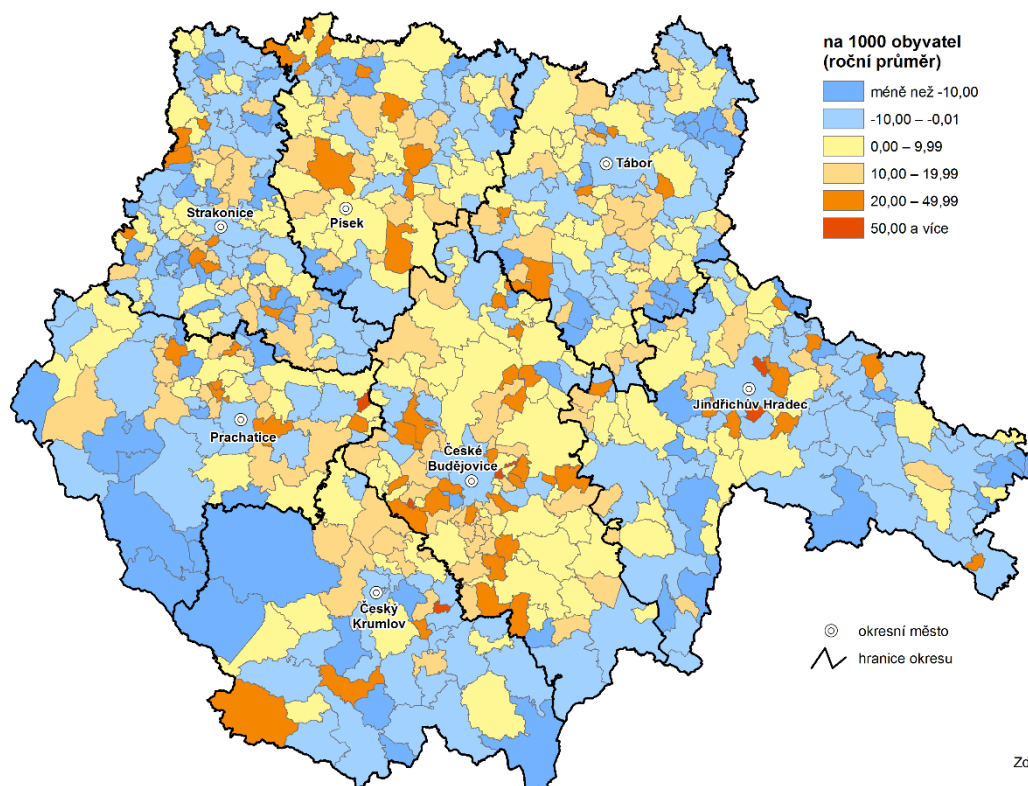 na 1000 obyvatel
(roční průměr)
méně než -10,00
-10,00 – -0,01
0,00 – 9,99
10,00 – 19,99
20,00 – 49,99
50,00 a více
Tábor
Strakonice
Písek
Jindřichův Hradec
Prachatice
České
Budějovice
Český
Krumlov
okresní město
hranice okresu
Zd